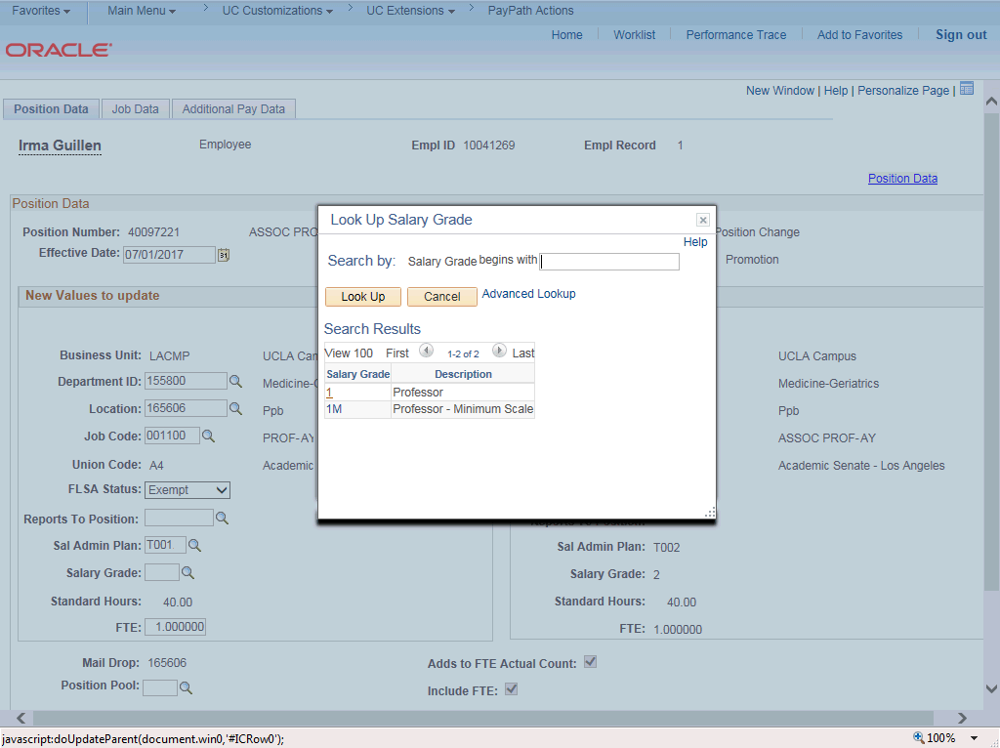 Favorites Main Menu > UC Customizations > UC Extensions > PayPath Actions
Home Worklist Performance Trace Add to Favorites Sign out
ORACLE®
New Window | Help | Personalize Page |
Position Data Job Data Additional Pay Data
Irma Guillen Employee Empl ID 10041269 Empl Record 1
Position Data
Position Data
Position Number: 40097221 ASSOC PRO Position Change
Effective Date: 07/01/2017 31 Promotion
New Values to update
Business Unit: LACMP UCLA Cam UCLA Campus
Department ID: 155800 Medicine-G Medicine-Geriatrics
Location: 165606 Ppb Ppb
Job Code: 001100 PROF-AY ASSOC PROF-AY
Union Code: A4 Academic Academic Senate - Los Angeles
FLSA Status: Exempt
Reports To Position: Reports To Position:
Sal Admin Plan: T001 Sal Admin Plan: T002
Salary Grade: Salary Grade: 2
Standard Hours: 40.00 Standard Hours: 40.00
FTE: 1.000000 FTE: 1.000000
Mail Drop: 165606 Adds to FTE Actual Count:
Position Pool: Include FTE:
Look Up Salary Grade ×
Help
Search by: Salary Grade begins with
Look Up Cancel Advanced Lookup
Search Results
View 100 First 1-2 of 2 Last
Salary Grade Description
1 Professor
1M Professor - Minimum Scale
javascript:doUpdateParent(document.win0,'#ICRow0'); 100%